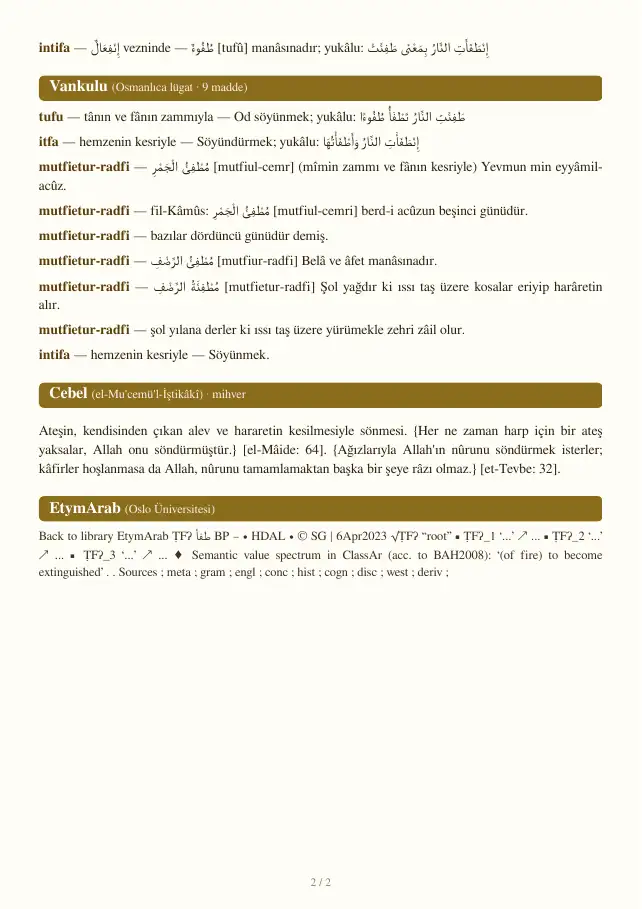 intifa — إِنْفِعَالٌ vezninde — طُفُوءٌ [tufû] manâsınadır; yukâlu: إِنْطَفَأَتِ النَّارُ بِمَعْنَى طَفِئَتْ
Vankulu (Osmanlıca lügat · 9 madde)
tufu — tânın ve fânın zammıyla — Od söyünmek; yukâlu: طَفِئَتِ النَّارُ تَطْفَأُ طُفُوءًا
itfa — hemzenin kesriyle — Söyündürmek; yukâlu: إِنْطَفَأَتِ النَّارُ وَأَطْفَأْتُهَا
mutfietur-radfi — مُطْفِئُ الْجَمْرِ [mutfiul-cemr] (mîmin zammı ve fânın kesriyle) Yevmun min eyyâmil-
acûz.
mutfietur-radfi — fil-Kâmûs: مُطْفِئُ الْجَمْرِ [mutfiul-cemri] berd-i acûzun beşinci günüdür.
mutfietur-radfi — bazılar dördüncü günüdür demiş.
mutfietur-radfi — مُطْفِئُ الرَّضْفِ [mutfiur-radf] Belâ ve âfet manâsınadır.
mutfietur-radfi — مُطْفِئَةُ الرَّضْفِ [mutfietur-radf] Şol yağdır ki ıssı taş üzere kosalar eriyip harâretin
alır.
mutfietur-radfi — şol yılana derler ki ıssı taş üzere yürümekle zehri zâil olur.
intifa — hemzenin kesriyle — Söyünmek.
Cebel (el-Mu'cemü'l-İştikâkî) · mihver
Ateşin, kendisinden çıkan alev ve hararetin kesilmesiyle sönmesi. {Her ne zaman harp için bir ateş
yaksalar, Allah onu söndürmüştür.} [el-Mâide: 64]. {Ağızlarıyla Allah'ın nûrunu söndürmek isterler;
kâfirler hoşlanmasa da Allah, nûrunu tamamlamaktan başka bir şeye râzı olmaz.} [et-Tevbe: 32].
EtymArab (Oslo Üniversitesi)
Back to library EtymArab ṬFʔ طفأ BP – • HDAL • © SG | 6Apr2023 √ṬFʔ “root” ▪ ṬFʔ_1 ‘...’ ↗ ... ▪ ṬFʔ_2 ‘...’
↗ ... ▪ ṬFʔ_3 ‘...’ ↗ ... ♦ Semantic value spectrum in ClassAr (acc. to BAH2008): ‘(of fire) to become
extinguished’ . . Sources ; meta ; gram ; engl ; conc ; hist ; cogn ; disc ; west ; deriv ;
2 / 2